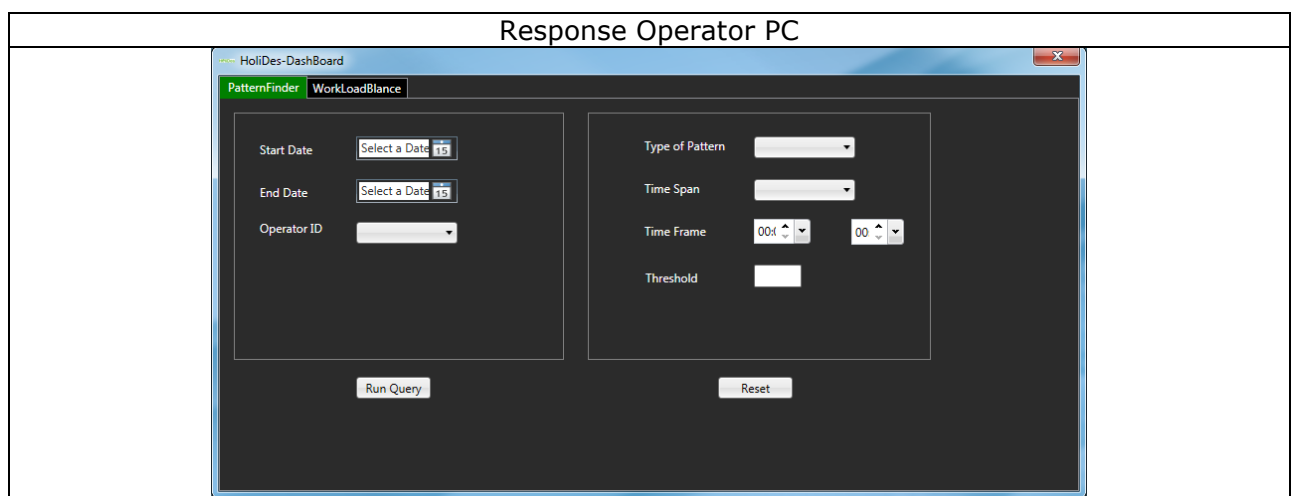 Response Operator PC
HoliDes-DashBoard
PatternFinder WorkLoadBlance
Start Date Select a Date 15
End Date Select a Date 15
Operator ID
Type of Pattern
Time Span
Time Frame 00:( 00
Threshold
Run Query Reset